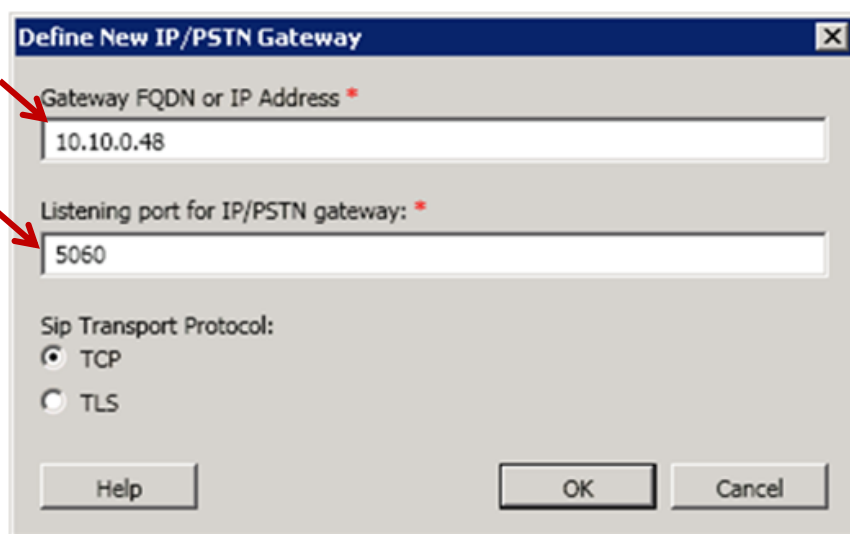 Define New IP/PSTN Gateway
Gateway FQDN or IP Address *
10.10.0.48
Listening port for IP/PSTN gateway: *
5060
Sip Transport Protocol:
TCP
TLS
Help OK Cancel